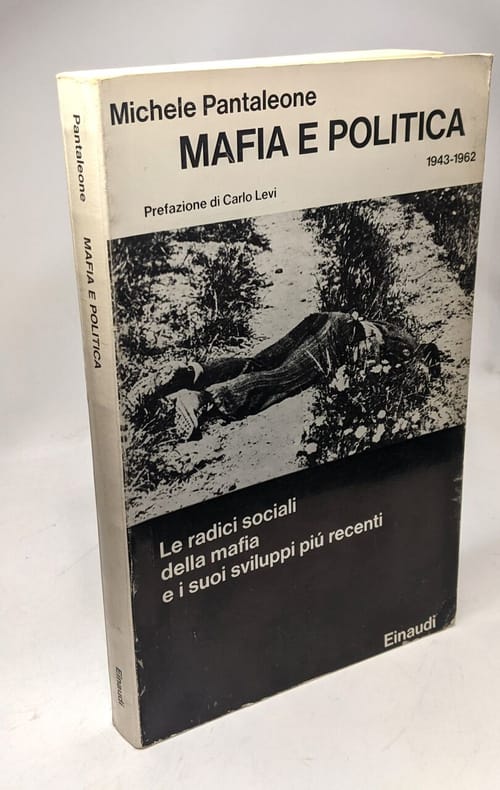 Michele Pantaleone
MAFIA E POLITICA
1943-1962
Prefazione di Carlo Levi
Le radici sociali
della mafia
e i suoi sviluppi piú recenti
Einaudi
Pantaleone MAFIA E POLITICA Einaudi